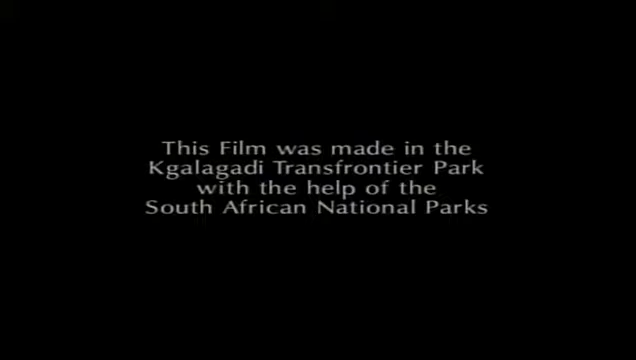 This Film was made in the
Kgalagadi Transfrontier Park
with the help of the
South African National Parks